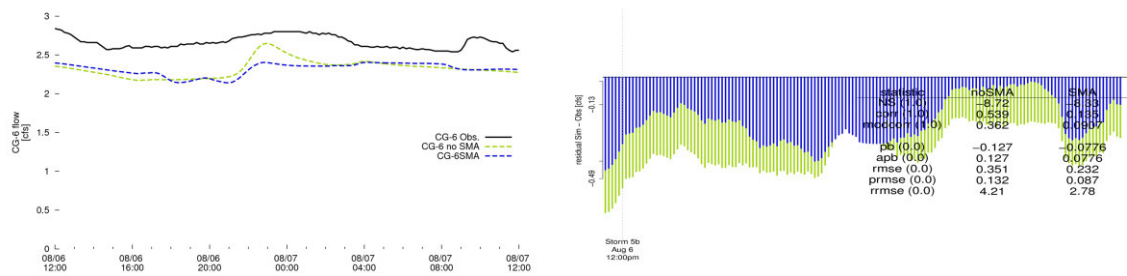 3
2.5
2
1.5
1
0.5
0
CG-6 flow
[cfs]
CG-6 Obs.
CG-6 no SMA
CG-6SMA
08/06 08/06 08/06 08/07 08/07 08/07 08/07
12:00 16:00 20:00 00:00 04:00 08:00 12:00
residual Sim − Obs [cfs]
−0.13
−0.49
statistic noSMA SMA
NS (1.0) −8.72 −8.33
corr (1.0) 0.539 0.135
modcorr (1.0) 0.362 0.0907
pb (0.0) −0.127 −0.0776
apb (0.0) 0.127 0.0776
rmse (0.0) 0.351 0.232
prmse (0.0) 0.132 0.087
rrmse (0.0) 4.21 2.78
Storm 5b
Aug 6
12:00pm